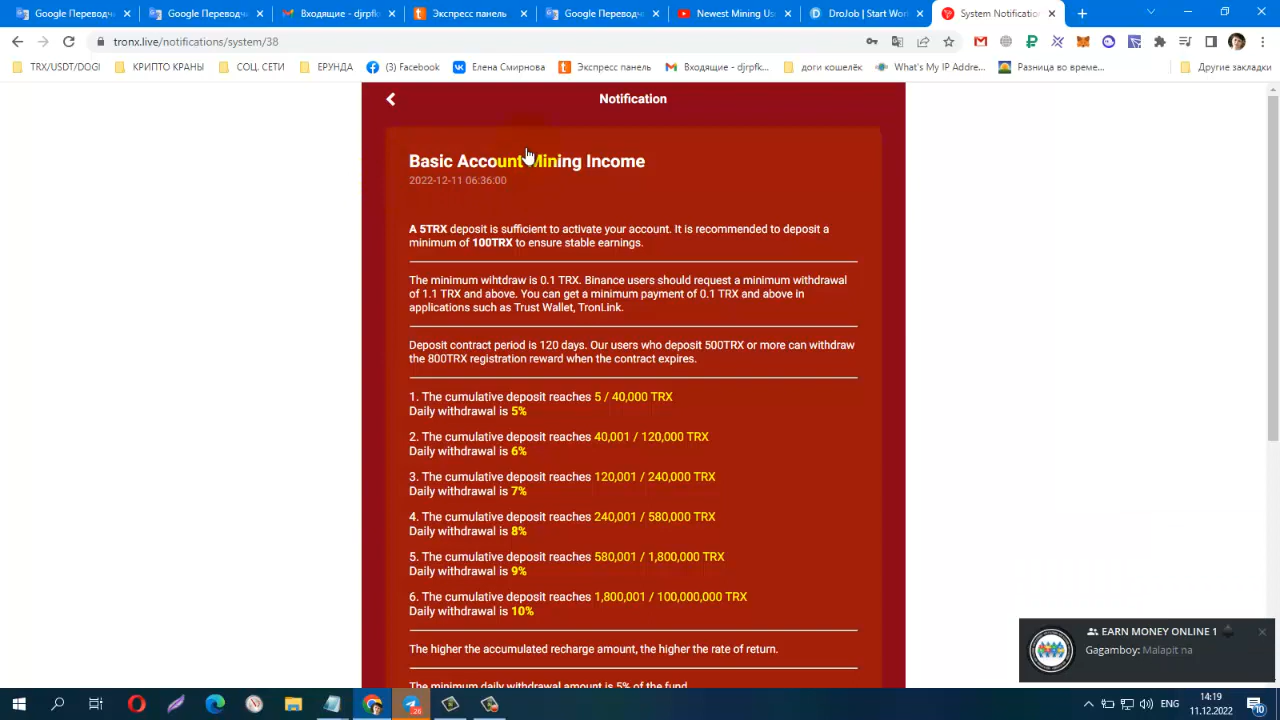 Google Переводч
Google Переводч
Входящие - djrpf
Экспресс панель
Google Переводч
Newest Mining Us
DroJob | Start Wor
System Notificatio
tronx.live/notifications/system/38
TRX/USDT/DOGI
КРИПТО КРАНЫ
СОЦ. СЕТИ
ЕРУНДА
(3) Facebook
Елена Смирнова
Экспресс панель
Входящие - djrpfk...
доги кошелёк
What's My IP Addre...
Разница во време...
Другие закладки
Notification
Basic Account Mining Income
2022-12-11 06:36:00
A 5TRX deposit is sufficient to activate your account. It is recommended to deposit a
minimum of 100TRX to ensure stable earnings.
The minimum wihtdraw is 0.1 TRX. Binance users should request a minimum withdrawal
of 1.1 TRX and above. You can get a minimum payment of 0.1 TRX and above in
applications such as Trust Wallet, TronLink.
Deposit contract period is 120 days. Our users who deposit 500TRX or more can withdraw
the 800TRX registration reward when the contract expires.
1. The cumulative deposit reaches 5 / 40,000 TRX
Daily withdrawal is 5%
2. The cumulative deposit reaches 40,001 / 120,000 TRX
Daily withdrawal is 6%
3. The cumulative deposit reaches 120,001 / 240,000 TRX
Daily withdrawal is 7%
4. The cumulative deposit reaches 240,001 / 580,000 TRX
Daily withdrawal is 8%
5. The cumulative deposit reaches 580,001 / 1,800,000 TRX
Daily withdrawal is 9%
6. The cumulative deposit reaches 1,800,001 / 100,000,000 TRX
Daily withdrawal is 10%
The higher the accumulated recharge amount, the higher the rate of return.
The minimum daily withdrawal amount is 5% of the fund.
EARN MONEY ONLINE 1
Gagamboy: Malapit na
26
ENG
14:19
11.12.2022
10